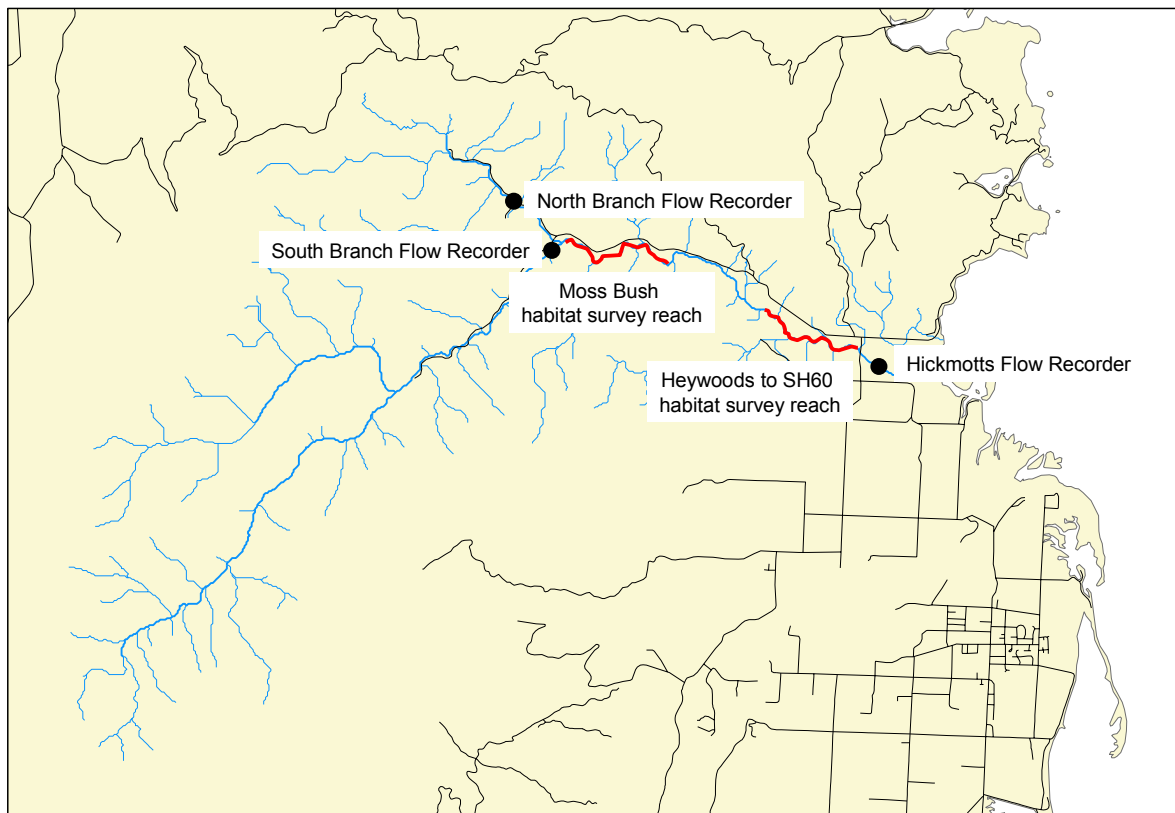 North Branch Flow Recorder
South Branch Flow Recorder
Moss Bush
habitat survey reach
Heywoods to SH60
habitat survey reach
Hickmotts Flow Recorder